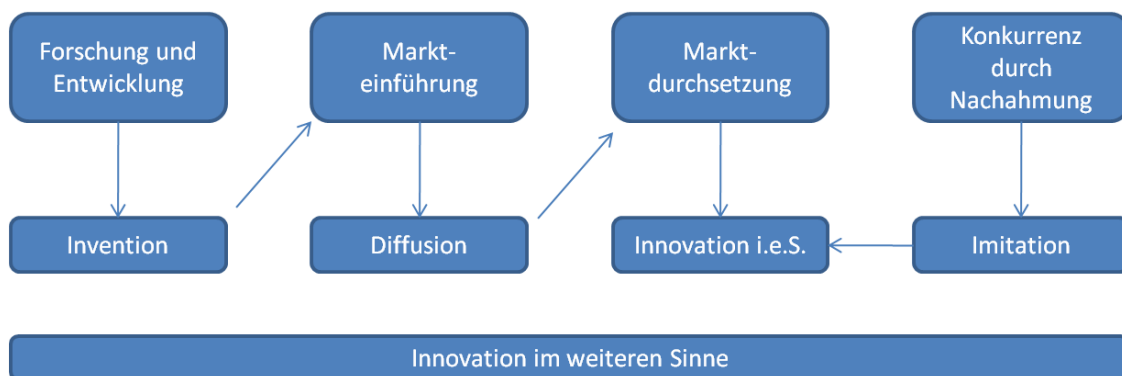 Forschung und
Entwicklung
Markt-
einführung
Markt-
durchsetzung
Konkurrenz
durch
Nachahmung
Invention
Diffusion
Innovation i.e.S.
Imitation
Innovation im weiteren Sinne